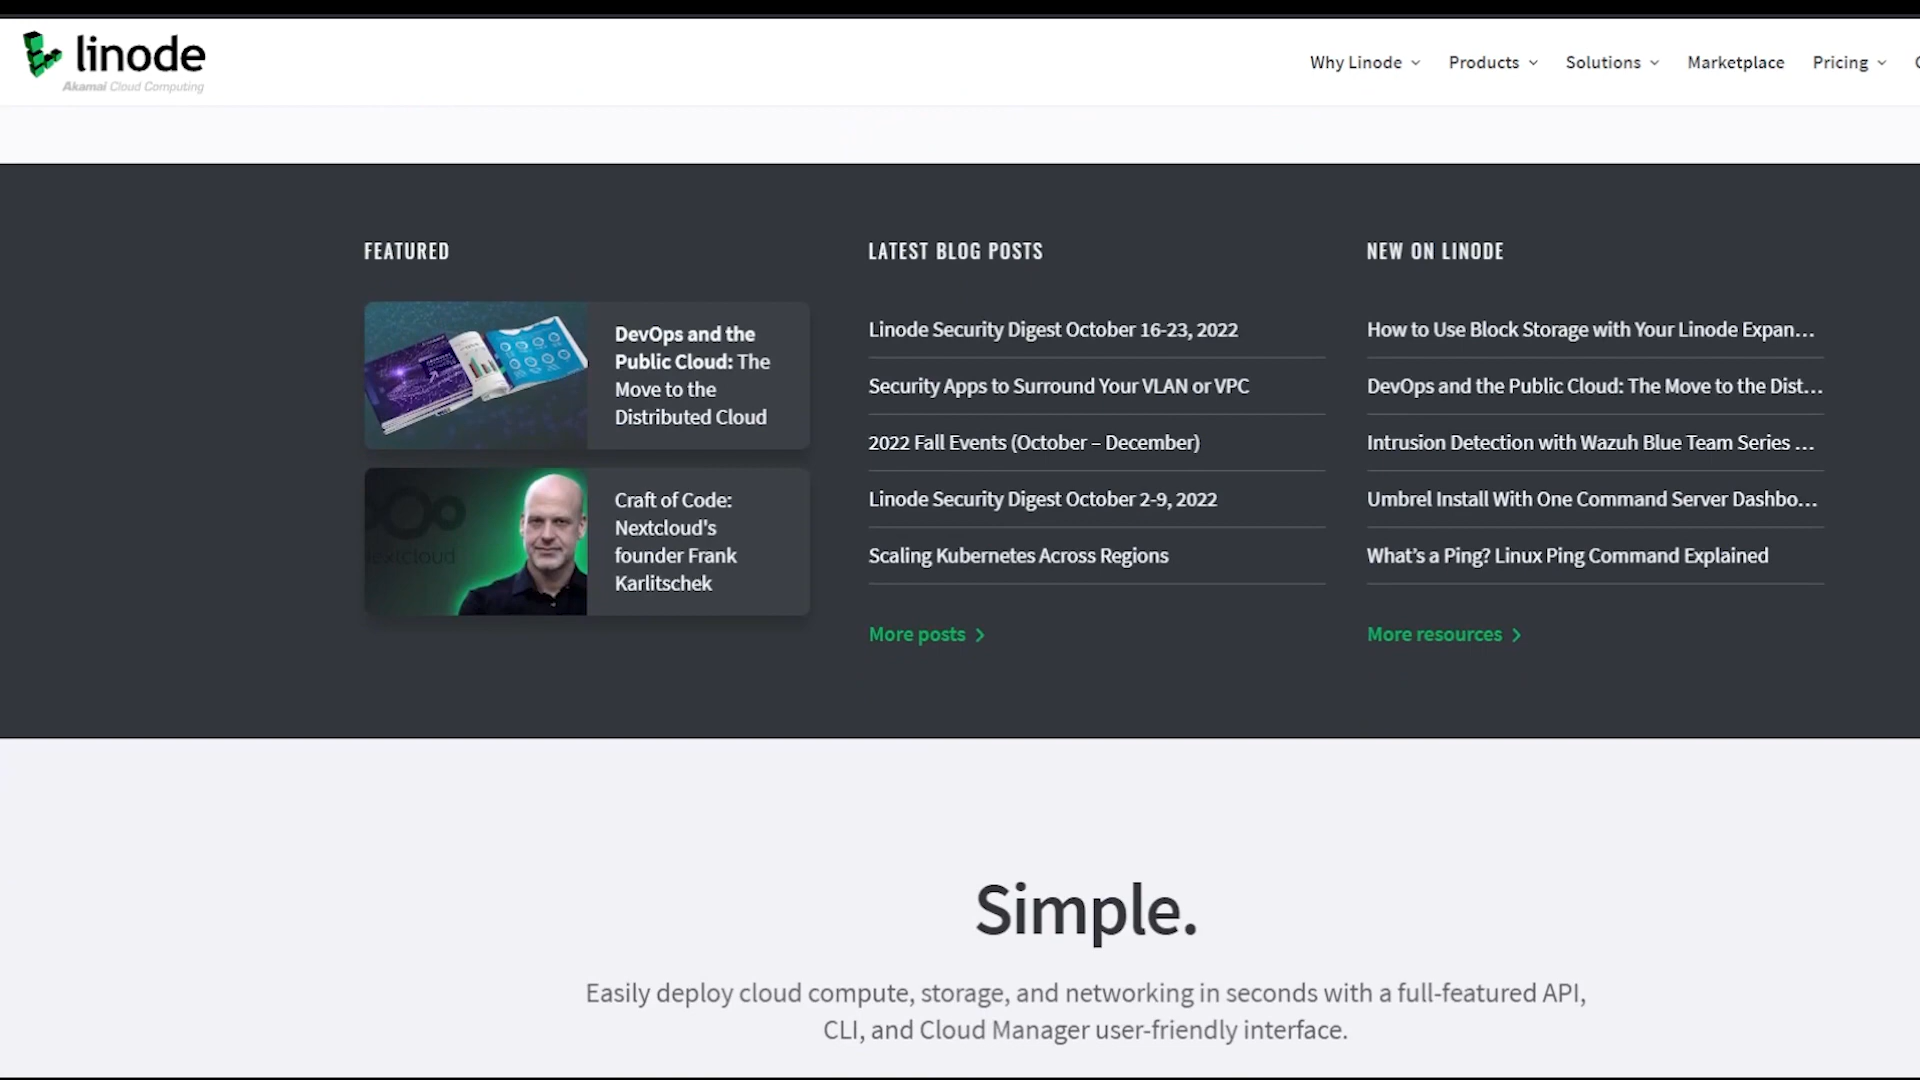 linode
Akamai Cloud Computing
Why Linode
Products
Solutions
Marketplace
Pricing
FEATURED
DevOps and the
Public Cloud: The
Move to the
Distributed Cloud
nextcloud
Craft of Code:
Nextcloud's
founder Frank
Karlitschek
LATEST BLOG POSTS
Linode Security Digest October 16-23, 2022
Security Apps to Surround Your VLAN or VPC
2022 Fall Events (October – December)
Linode Security Digest October 2-9, 2022
Scaling Kubernetes Across Regions
More posts
NEW ON LINODE
How to Use Block Storage with Your Linode Expan...
DevOps and the Public Cloud: The Move to the Dist...
Intrusion Detection with Wazuh Blue Team Series ...
Umbrel Install With One Command Server Dashbo...
What’s a Ping? Linux Ping Command Explained
More resources
Simple.
Easily deploy cloud compute, storage, and networking in seconds with a full-featured API,
CLI, and Cloud Manager user-friendly interface.